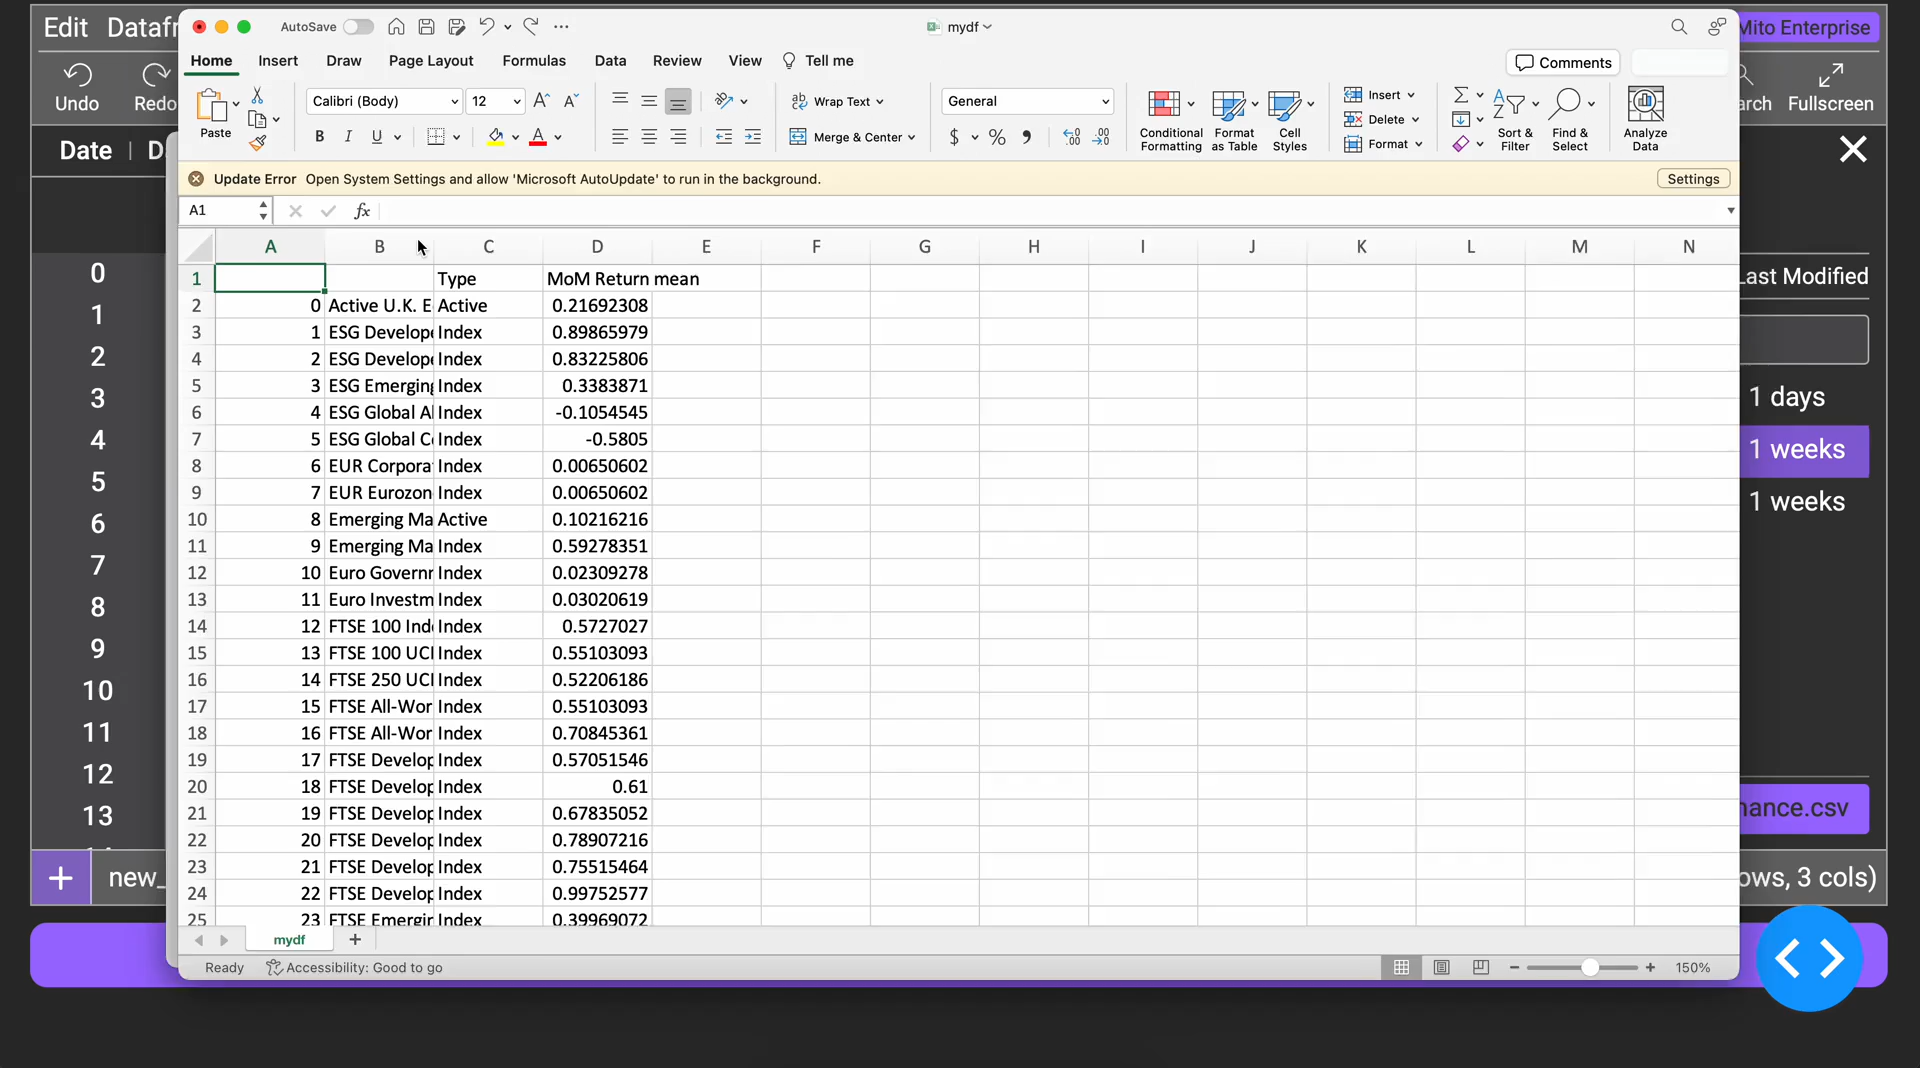 Edit Datafr
AutoSave
mydf
Mito Enterprise
Home Insert Draw Page Layout Formulas Data Review View Tell me
Comments
Undo Redo
Paste
Calibri (Body) 12
B I U
A
ab Wrap Text
Merge & Center
General
$ %
Conditional Formatting
Format as Table
Cell Styles
Insert
Delete
Format
Sort & Filter
Find & Select
Analyze Data
arch Fullscreen
Date D
Update Error Open System Settings and allow 'Microsoft AutoUpdate' to run in the background.
Settings
A1 fx
A B C D E F G H I J K L M N
1 Type MoM Return mean
2 0 Active U.K. E Active 0.21692308
3 1 ESG Develope Index 0.89865979
4 2 ESG Develope Index 0.83225806
5 3 ESG Emerging Index 0.3383871
6 4 ESG Global Al Index -0.1054545
7 5 ESG Global Co Index -0.5805
8 6 EUR Corpora Index 0.00650602
9 7 EUR Eurozon Index 0.00650602
10 8 Emerging Ma Active 0.10216216
11 9 Emerging Ma Index 0.59278351
12 10 Euro Governr Index 0.02309278
13 11 Euro Investm Index 0.03020619
14 12 FTSE 100 Ind Index 0.5727027
15 13 FTSE 100 UCI Index 0.55103093
16 14 FTSE 250 UCI Index 0.52206186
17 15 FTSE All-Wor Index 0.55103093
18 16 FTSE All-Wor Index 0.70845361
19 17 FTSE Develop Index 0.57051546
20 18 FTSE Develop Index 0.61
21 19 FTSE Develop Index 0.67835052
22 20 FTSE Develop Index 0.78907216
23 21 FTSE Develop Index 0.75515464
24 22 FTSE Develop Index 0.99752577
25 23 FTSE Emergir Index 0.39969072
0
1
2
3
4
5
6
7
8
9
10
11
12
13
Last Modified
1 days
1 weeks
1 weeks
nance.csv
+ new_
ows, 3 cols)
mydf +
Ready Accessibility: Good to go
150%